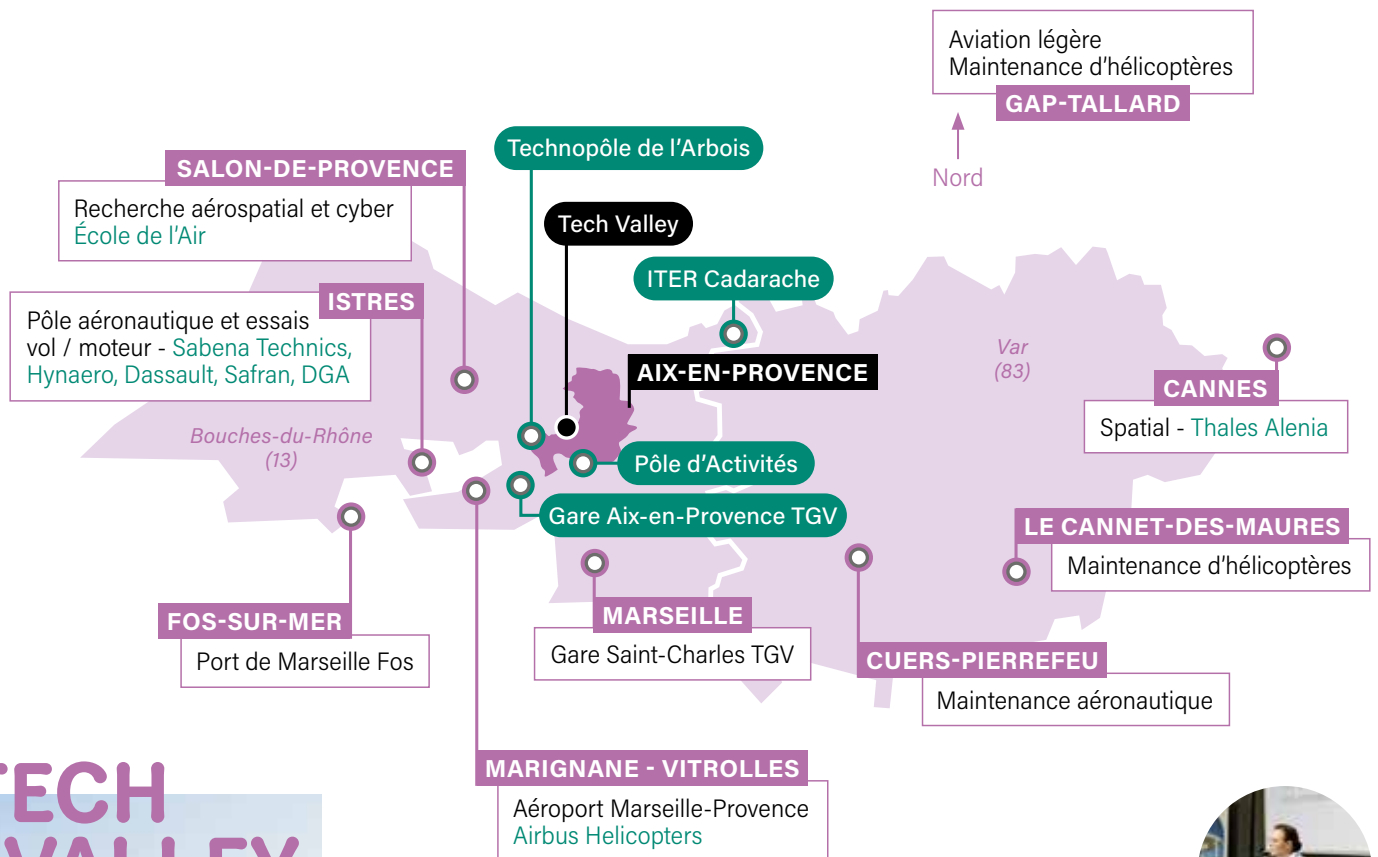 Aviation légère
Maintenance d'hélicoptères
GAP-TALLARD
Nord
Technopôle de l'Arbois
SALON-DE-PROVENCE
Recherche aérospatial et cyber
École de l'Air
Tech Valley
ITER Cadarache
ISTRES
Pôle aéronautique et essais
vol / moteur - Sabena Technics,
Hynaero, Dassault, Safran, DGA
AIX-EN-PROVENCE
Var
(83)
CANNES
Spatial - Thales Alenia
Bouches-du-Rhône
(13)
Pôle d'Activités
Gare Aix-en-Provence TGV
LE CANNET-DES-MAURES
Maintenance d'hélicoptères
FOS-SUR-MER
Port de Marseille Fos
MARSEILLE
Gare Saint-Charles TGV
CUERS-PIERREFEU
Maintenance aéronautique
MARIGNANE - VITROLLES
Aéroport Marseille-Provence
Airbus Helicopters
TECH
VALLEY